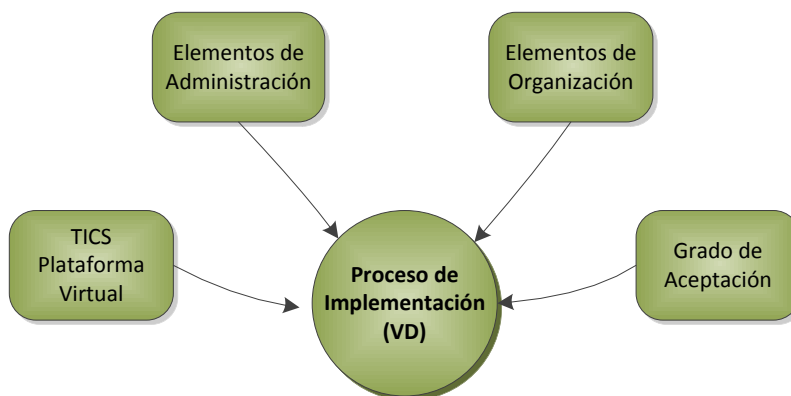 Elementos de
Administración
Elementos de
Organización
TICS
Plataforma
Virtual
Proceso de
Implementación
(VD)
Grado de
Aceptación